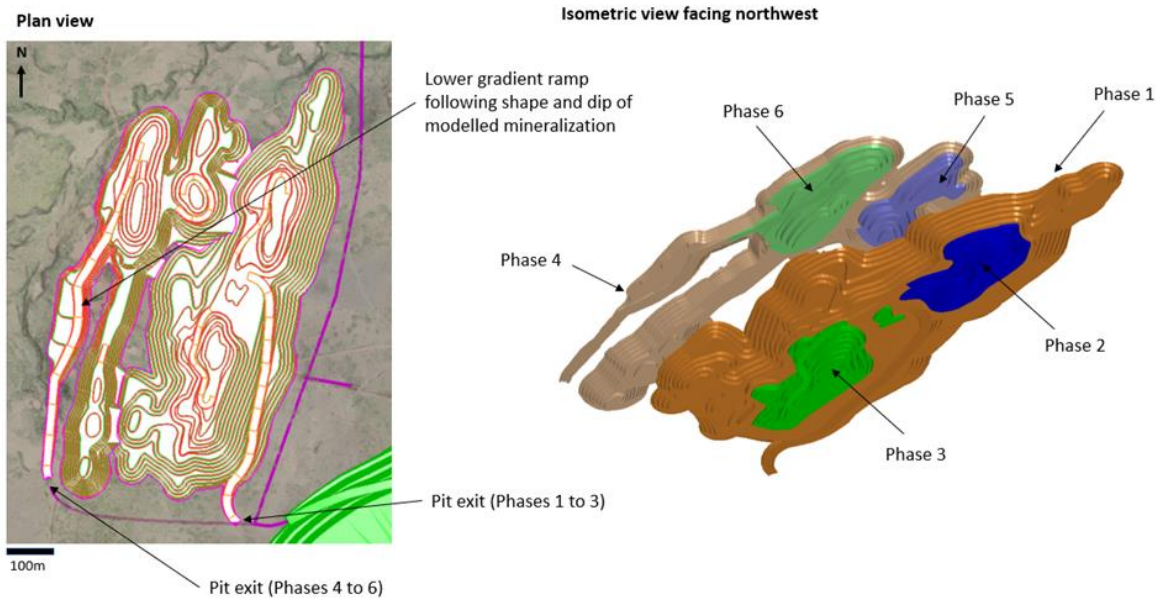 Plan view
Isometric view facing northwest
N
Lower gradient ramp
following shape and dip of
modelled mineralization
Phase 6
Phase 5
Phase 1
Phase 4
Phase 2
Phase 3
Pit exit (Phases 1 to 3)
100m
Pit exit (Phases 4 to 6)